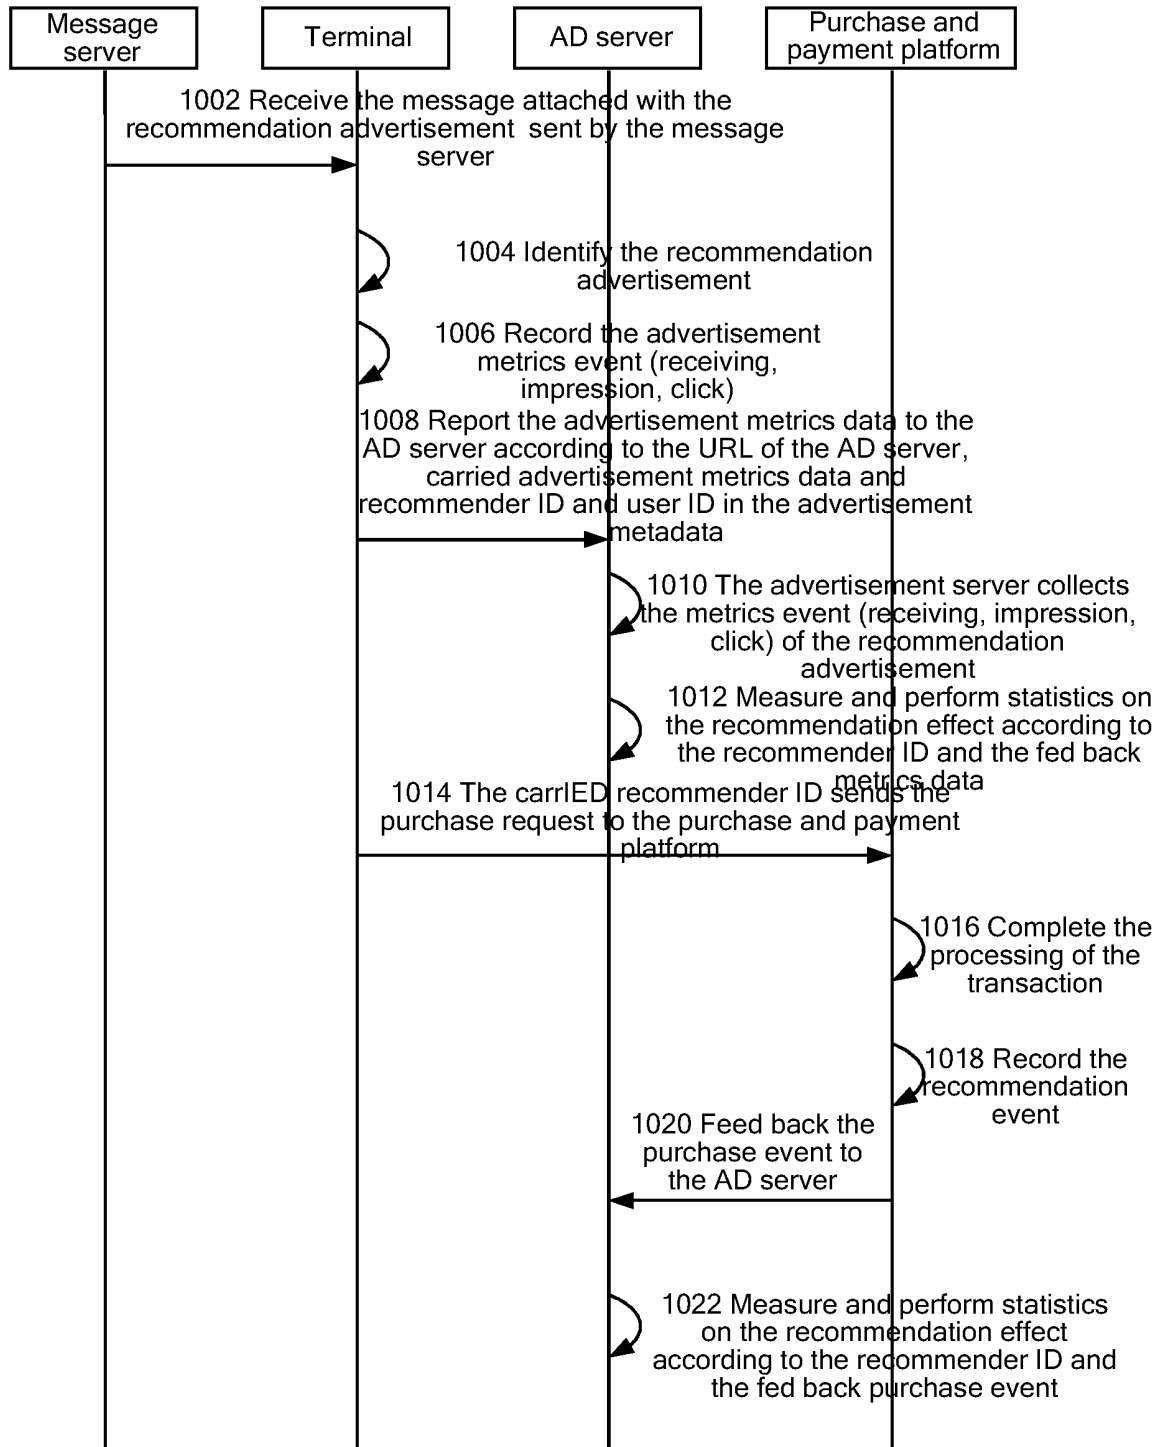 Message
server
Terminal
AD server
Purchase and
payment platform
1002 Receive the message attached with the
recommendation advertisement sent by the message
server
1004 Identify the recommendation
advertisement
1006 Record the advertisement
metrics event (receiving,
impression, click)
1008 Report the advertisement metrics data to the
AD server according to the URL of the AD server,
carried advertisement metrics data and
recommender ID and user ID in the advertisement
metadata
1010 The advertisement server collects
the metrics event (receiving, impression,
click) of the recommendation
advertisement
1012 Measure and perform statistics on
the recommendation effect according to
the recommender ID and the fed back
metrics data
1014 The carrIED recommender ID sends the
purchase request to the purchase and payment
platform
1016 Complete the
processing of the
transaction
1018 Record the
recommendation
event
1020 Feed back the
purchase event to
the AD server
1022 Measure and perform statistics
on the recommendation effect
according to the recommender ID and
the fed back purchase event